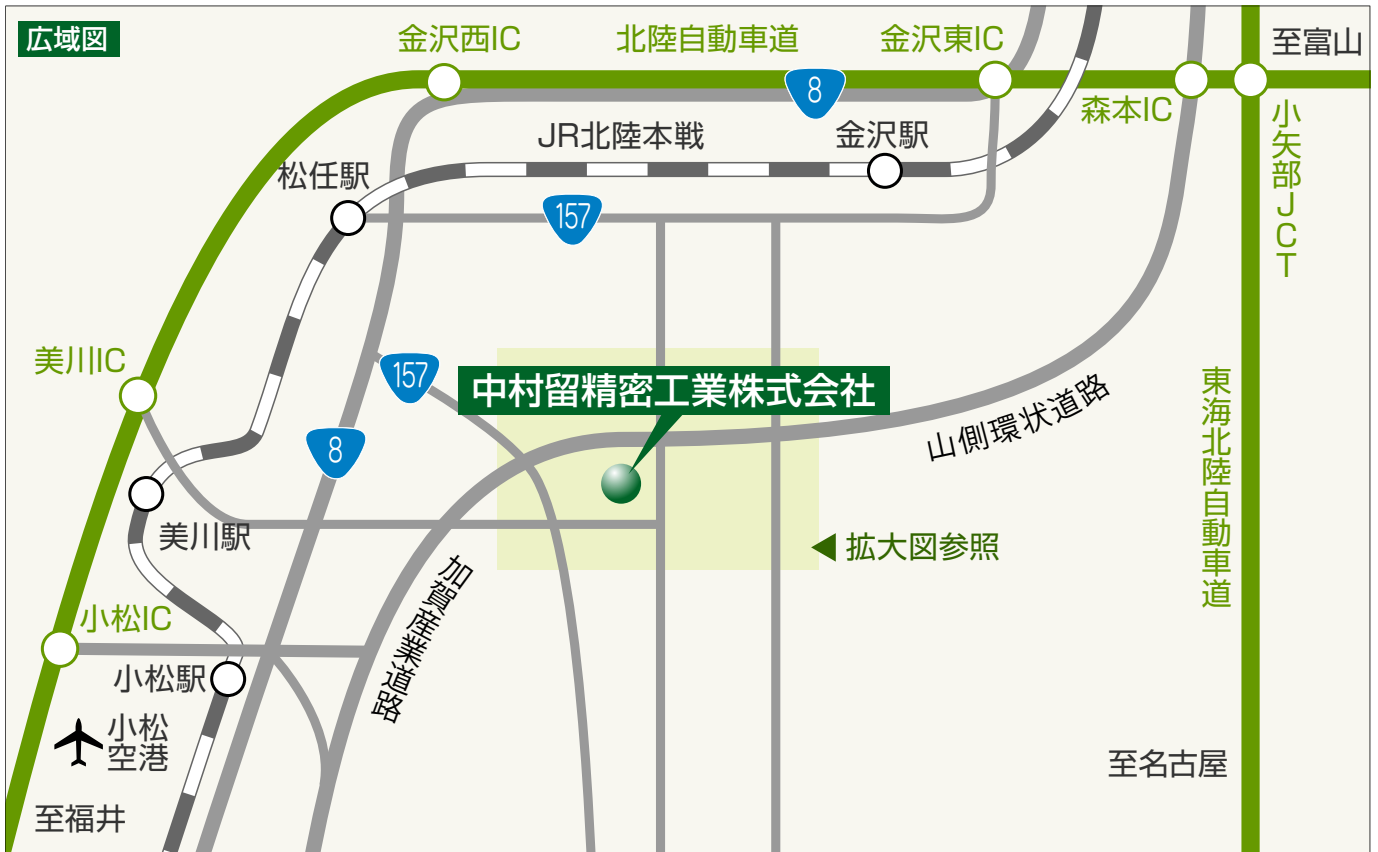 広域図
金沢西IC
北陸自動車道
金沢東IC
至富山
8
森本IC
小矢部JCT
JR北陸本戦
金沢駅
松任駅
157
美川IC
157
中村留精密工業株式会社
山側環状道路
東海北陸自動車道
8
美川駅
拡大図参照
加賀産業道路
小松IC
小松駅
小松
空港
至名古屋
至福井